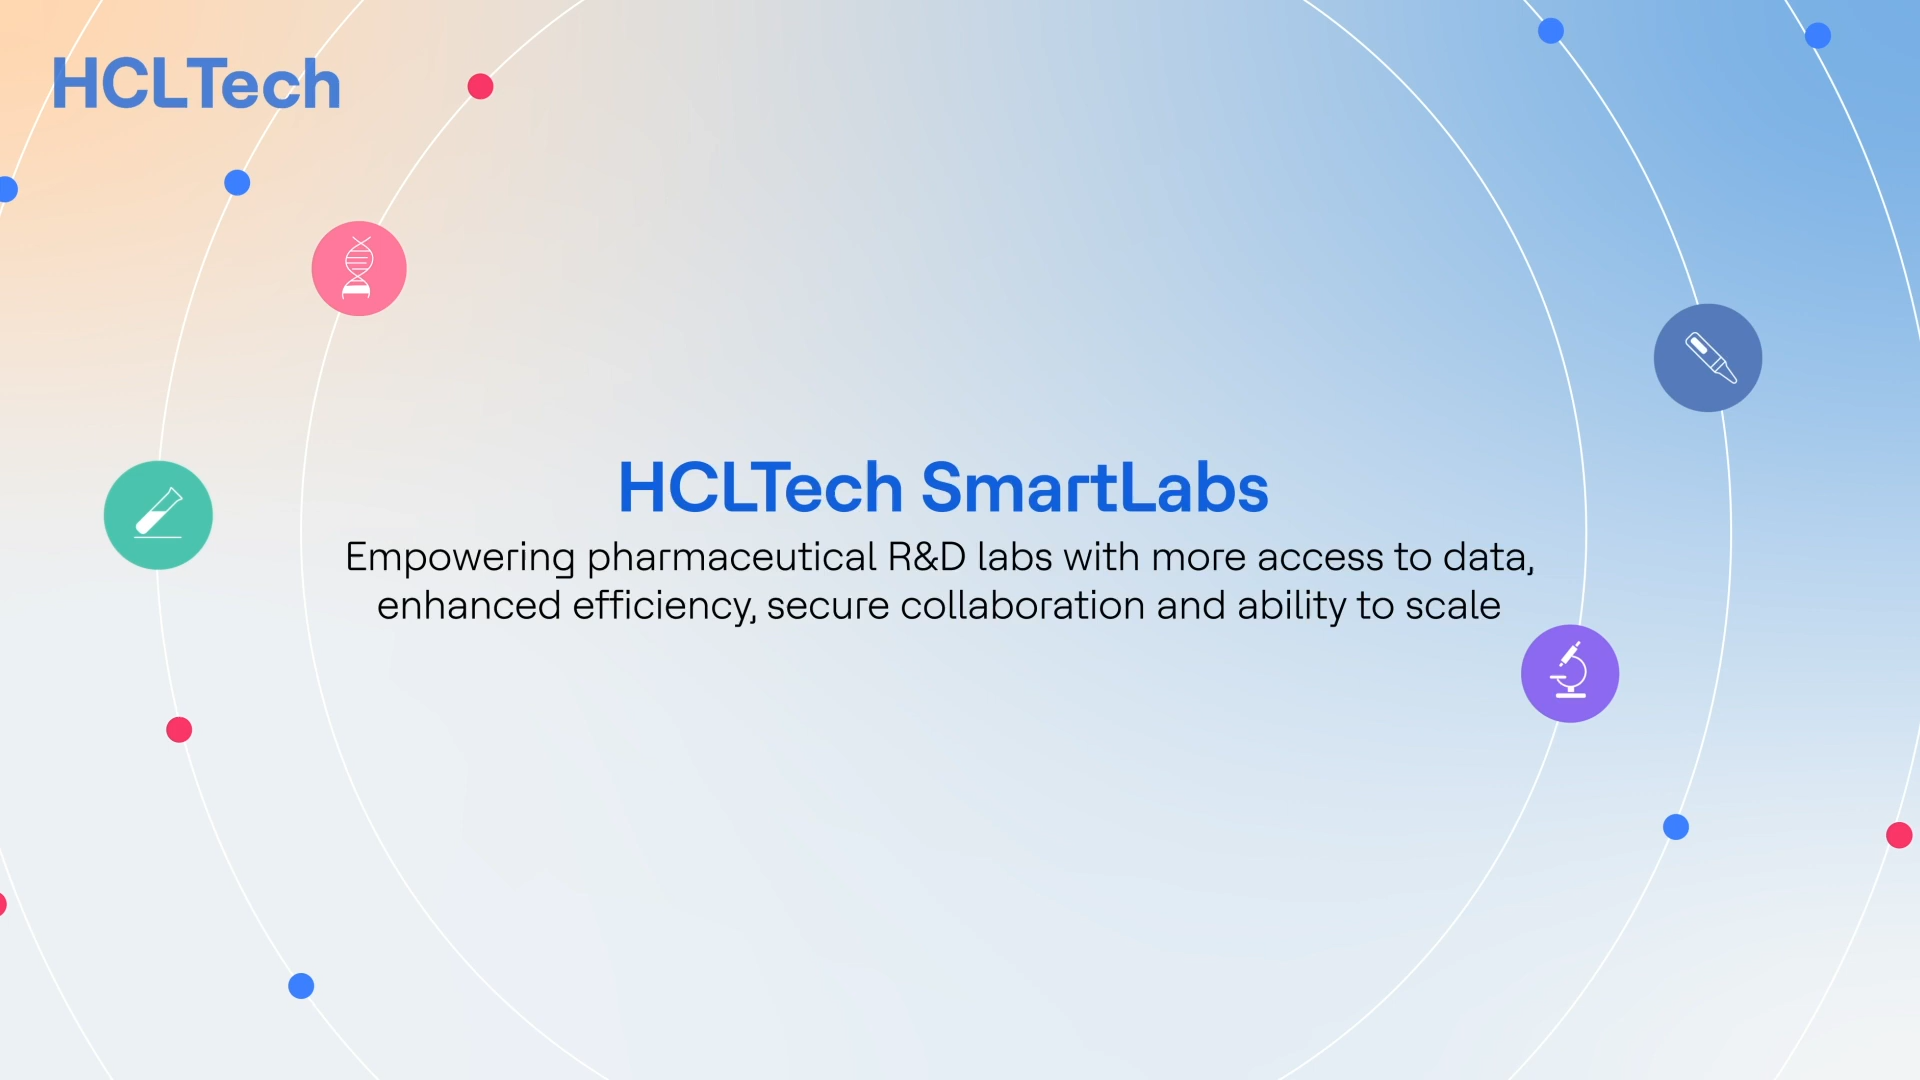 HCLTech
HCLTech SmartLabs
Empowering pharmaceutical R&D labs with more access to data,
enhanced efficiency, secure collaboration and ability to scale